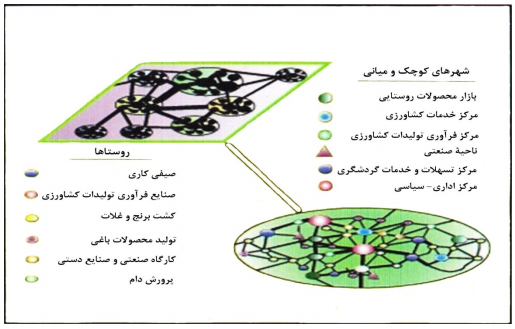 شهرهای کوچک و میانی
بازار محصولات روستایی
مرکز خدمات کشاورزی
مرکز فرآوری تولیدات کشاورزی
ناحیة صنعتی
مرکز تسهلات و خدمات گردشگری
مرکز اداری- سیاسی
روستاها
صیفی کاری
صنایع فرآوری تولیدات کشاورزی
کشت برنج و غلات
تولید محصولات باغی
کارگاه صنعتی و صنایع دستی
پرورش دام